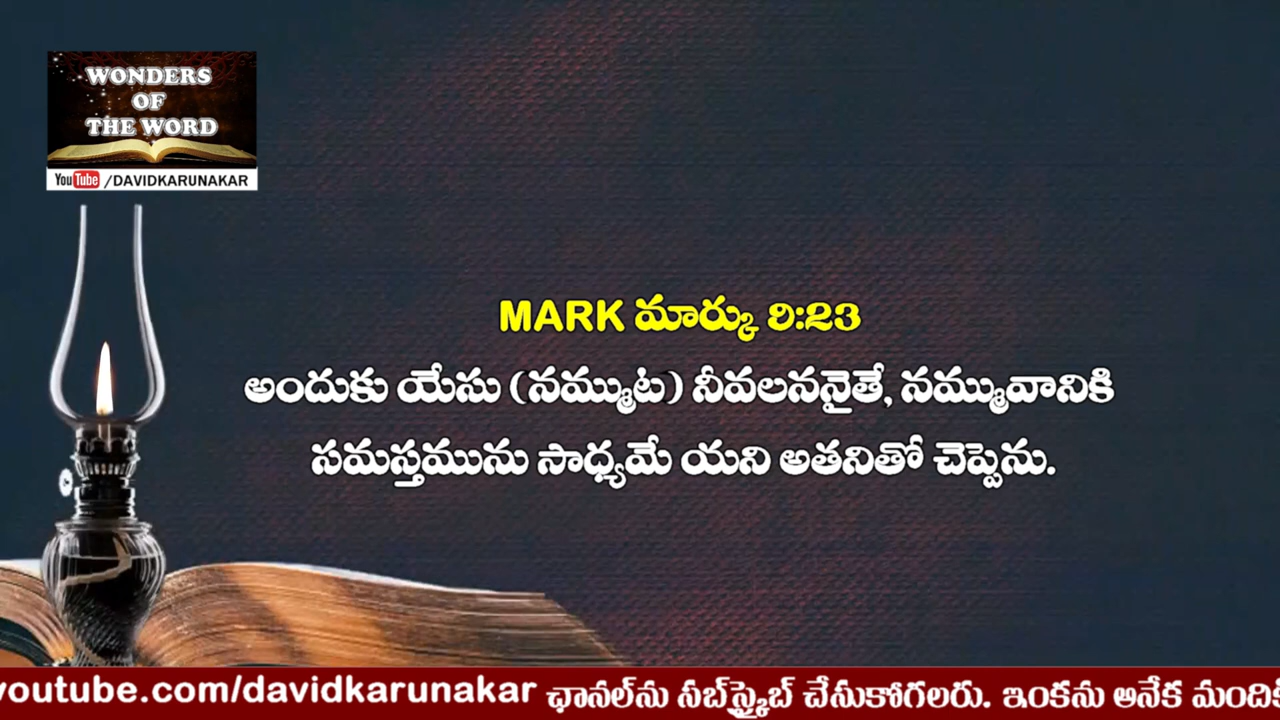 WONDERS
OF
THE WORD
YouTube /DAVIDKARUNAKAR
MARK మార్కు 9:23
అందుకు యేసు (నమ్ముట) నీవలననైతే, నమ్మువానికి
సమస్తమును సాధ్యమే యని అతనితో చెప్పెను.
youtube.com/davidkarunakar ఛానల్‌ను సబ్‌స్క్రైబ్ చేసుకోగలరు. ఇంకను అనేక మందికి